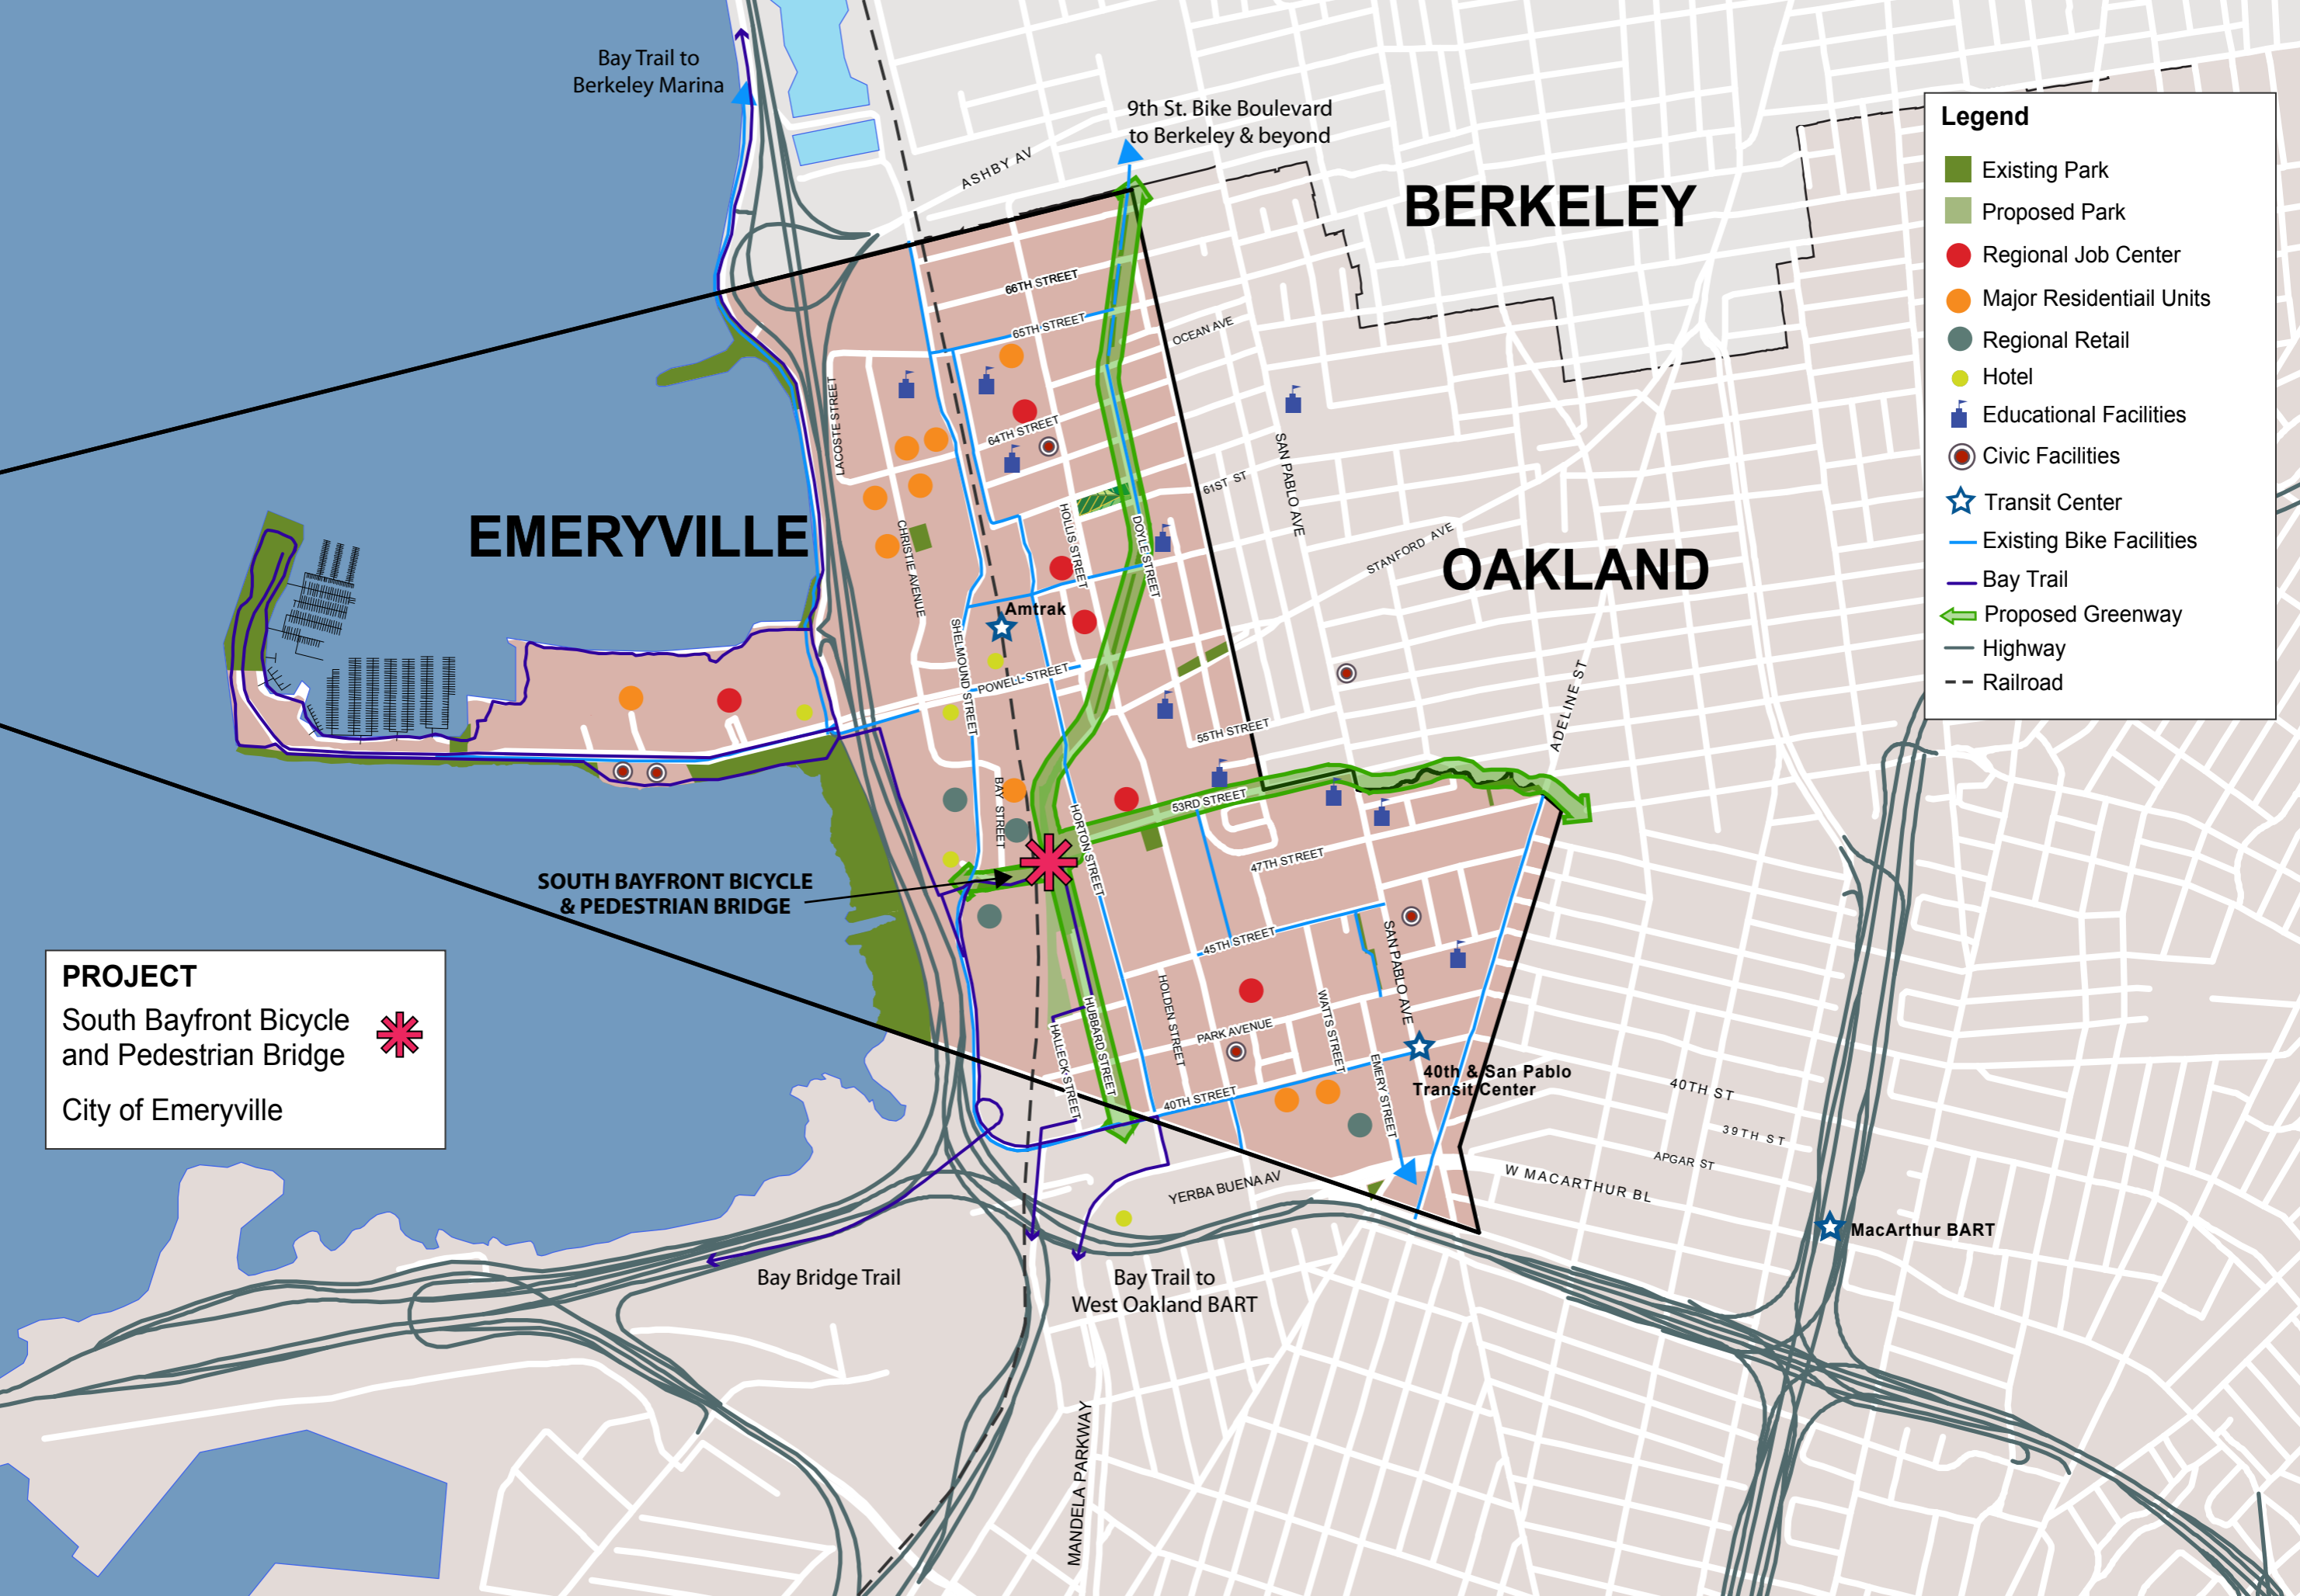 Bay Trail to
Berkeley Marina
9th St. Bike Boulevard
to Berkeley & beyond
ASHBY AV
BERKELEY
Legend
Existing Park
Proposed Park
Regional Job Center
Major Residentiail Units
Regional Retail
Hotel
Educational Facilities
Civic Facilities
Transit Center
Existing Bike Facilities
Bay Trail
Proposed Greenway
Highway
Railroad
66TH STREET
65TH STREET
OCEAN AVE
LACOSTE STREET
64TH STREET
SAN PABLO AVE
61ST ST
EMERYVILLE
CHRISTIE AVENUE
HOLLIS STREET
DOYLE STREET
STANFORD AVE
OAKLAND
Amtrak
SHELMOUND STREET
POWELL STREET
55TH STREET
ADELINE ST
BAY STREET
53RD STREET
HORTON STREET
47TH STREET
SOUTH BAYFRONT BICYCLE
& PEDESTRIAN BRIDGE
45TH STREET
SAN PABLO AVE
PROJECT
South Bayfront Bicycle
and Pedestrian Bridge
City of Emeryville
HOLDEN STREET
WATTS STREET
PARK AVENUE
HALLECK STREET
HUBBARD STREET
EMERY STREET
40th & San Pablo
Transit Center
40TH STREET
40TH ST
39TH ST
APGAR ST
W MACARTHUR BL
YERBA BUENA AV
MacArthur BART
Bay Bridge Trail
Bay Trail to
West Oakland BART
MANDELA PARKWAY